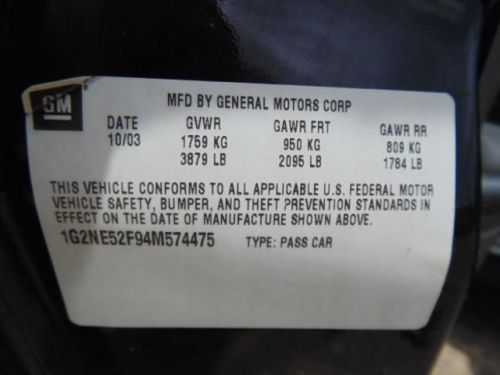 GM
MFD BY GENERAL MOTORS CORP
DATE GVWR GAWR FRT GAWR RR
10/03 1759 KG 950 KG 809 KG
3879 LB 2095 LB 1784 LB
THIS VEHICLE CONFORMS TO ALL APPLICABLE U.S. FEDERAL MOTOR
VEHICLE SAFETY, BUMPER, AND THEFT PREVENTION STANDARDS IN
EFFECT ON THE DATE OF MANUFACTURE SHOWN ABOVE.
1G2NE52F94M574475 TYPE: PASS CAR